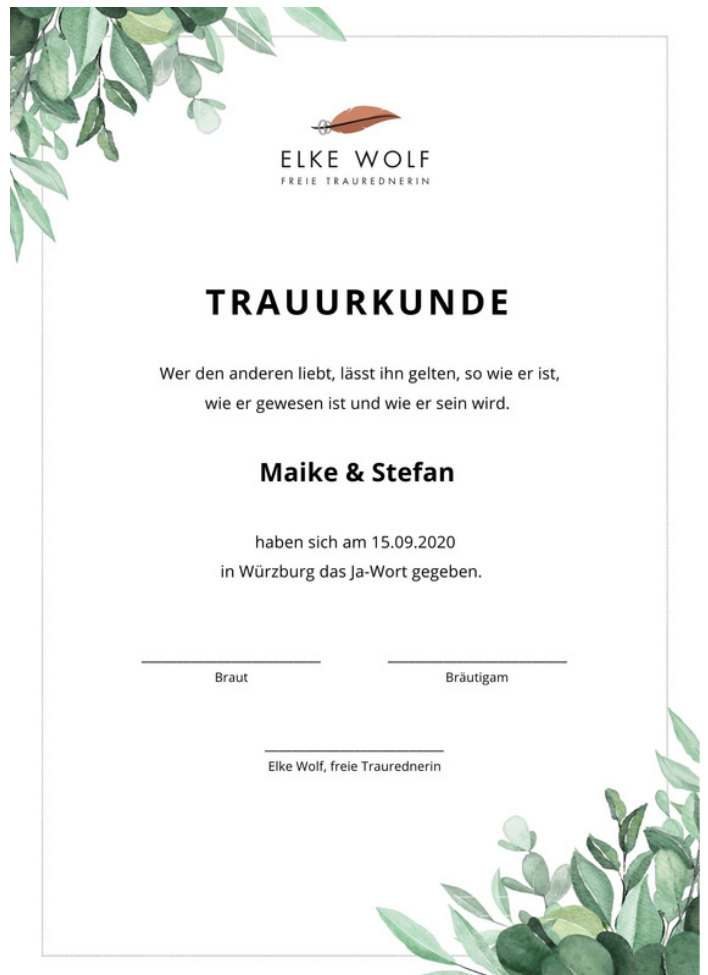 ELKE WOLF
FREIE TRAUREDNERIN
TRAUURKUNDE
Wer den anderen liebt, lässt ihn gelten, so wie er ist,
wie er gewesen ist und wie er sein wird.
Maike & Stefan
haben sich am 15.09.2020
in Würzburg das Ja-Wort gegeben.
Braut Bräutigam
Elke Wolf, freie Traurednerin